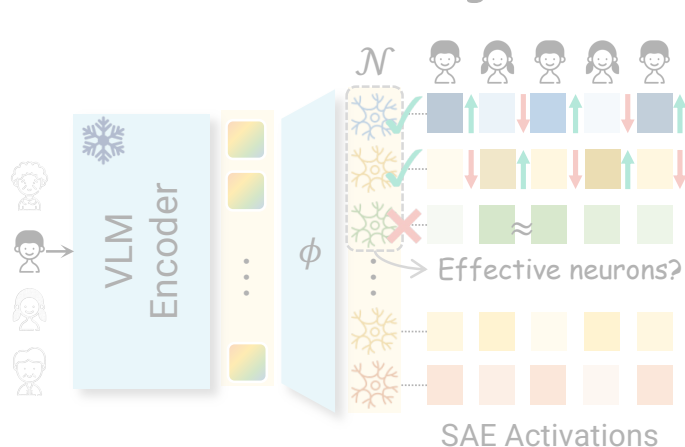 𝒩
VLM
Encoder
ϕ
≈
Effective neurons?
SAE Activations